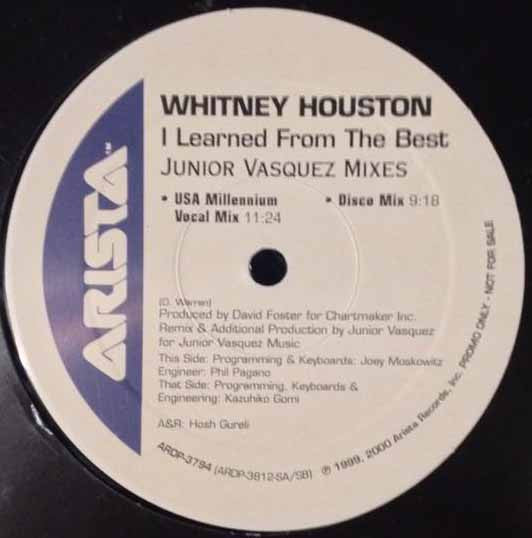 ARISTA™
WHITNEY HOUSTON
I Learned From The Best
JUNIOR VASQUEZ MIXES
• USA Millennium
Vocal Mix 11:24
• Disco Mix 9:18
(D. Warren)
Produced by David Foster for Chartmaker Inc.
Remix & Additional Production by Junior Vasquez
for Junior Vasquez Music
This Side: Programming & Keyboards: Joey Moskowitz
Engineer: Phil Pagano
That Side: Programming, Keyboards &
Engineering: Kazuhiko Gomi
A&R: Hosh Gureli
ARDP-3794 (ARDP-3812-SA/SB) ℗ 1999, 2000 Arista Records, Inc. PROMO ONLY - NOT FOR SALE